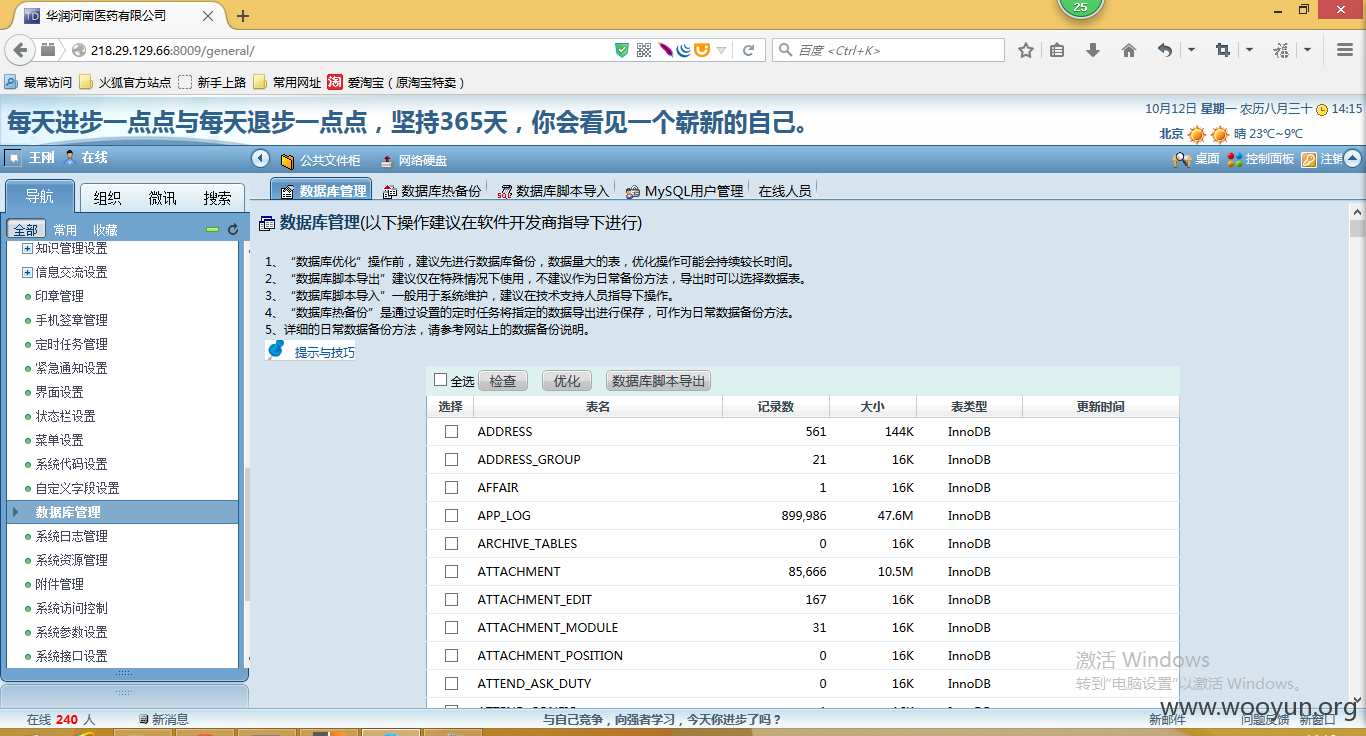 华润河南医药有限公司
25
218.29.129.66:8009/general/
百度 <Ctrl+K>
最常访问 火狐官方站点 新手上路 常用网址 淘 爱淘宝（原淘宝特卖）
每天进步一点点与每天退步一点点，坚持365天，你会看见一个崭新的自己。
10月12日 星期一 农历八月三十 14:15
北京 晴 23℃~9℃
王刚 在线
公共文件柜 网络硬盘
桌面 控制面板 注销
导航 组织 微讯 搜索
数据库管理 数据库热备份 数据库脚本导入 MySQL用户管理 在线人员
全部 常用 收藏
知识管理设置
信息交流设置
印章管理
手机签章管理
定时任务管理
紧急通知设置
界面设置
状态栏设置
菜单设置
系统代码设置
自定义字段设置
数据库管理
系统日志管理
系统资源管理
附件管理
系统访问控制
系统参数设置
系统接口设置
数据库管理(以下操作建议在软件开发商指导下进行)
1、“数据库优化”操作前，建议先进行数据库备份，数据量大的表，优化操作可能会持续较长时间。
2、“数据库脚本导出”建议仅在特殊情况下使用，不建议作为日常备份方法，导出时可以选择数据表。
3、“数据库脚本导入”一般用于系统维护，建议在技术支持人员指导下操作。
4、“数据库热备份”是通过设置的定时任务将指定的数据导出进行保存，可作为日常数据备份方法。
5、详细的日常数据备份方法，请参考网站上的数据备份说明。
提示与技巧
全选 检查 优化 数据库脚本导出
选择 表名 记录数 大小 表类型 更新时间
ADDRESS 561 144K InnoDB
ADDRESS_GROUP 21 16K InnoDB
AFFAIR 1 16K InnoDB
APP_LOG 899,986 47.6M InnoDB
ARCHIVE_TABLES 0 16K InnoDB
ATTACHMENT 85,666 10.5M InnoDB
ATTACHMENT_EDIT 167 16K InnoDB
ATTACHMENT_MODULE 31 16K InnoDB
ATTACHMENT_POSITION 0 16K InnoDB
ATTEND_ASK_DUTY 0 16K InnoDB
激活 Windows
转到“电脑设置”以激活 Windows。
www.wooyun.org
在线 240 人 新消息
与自己竞争，向强者学习，今天你进步了吗？
新邮件 问题反馈 新窗口